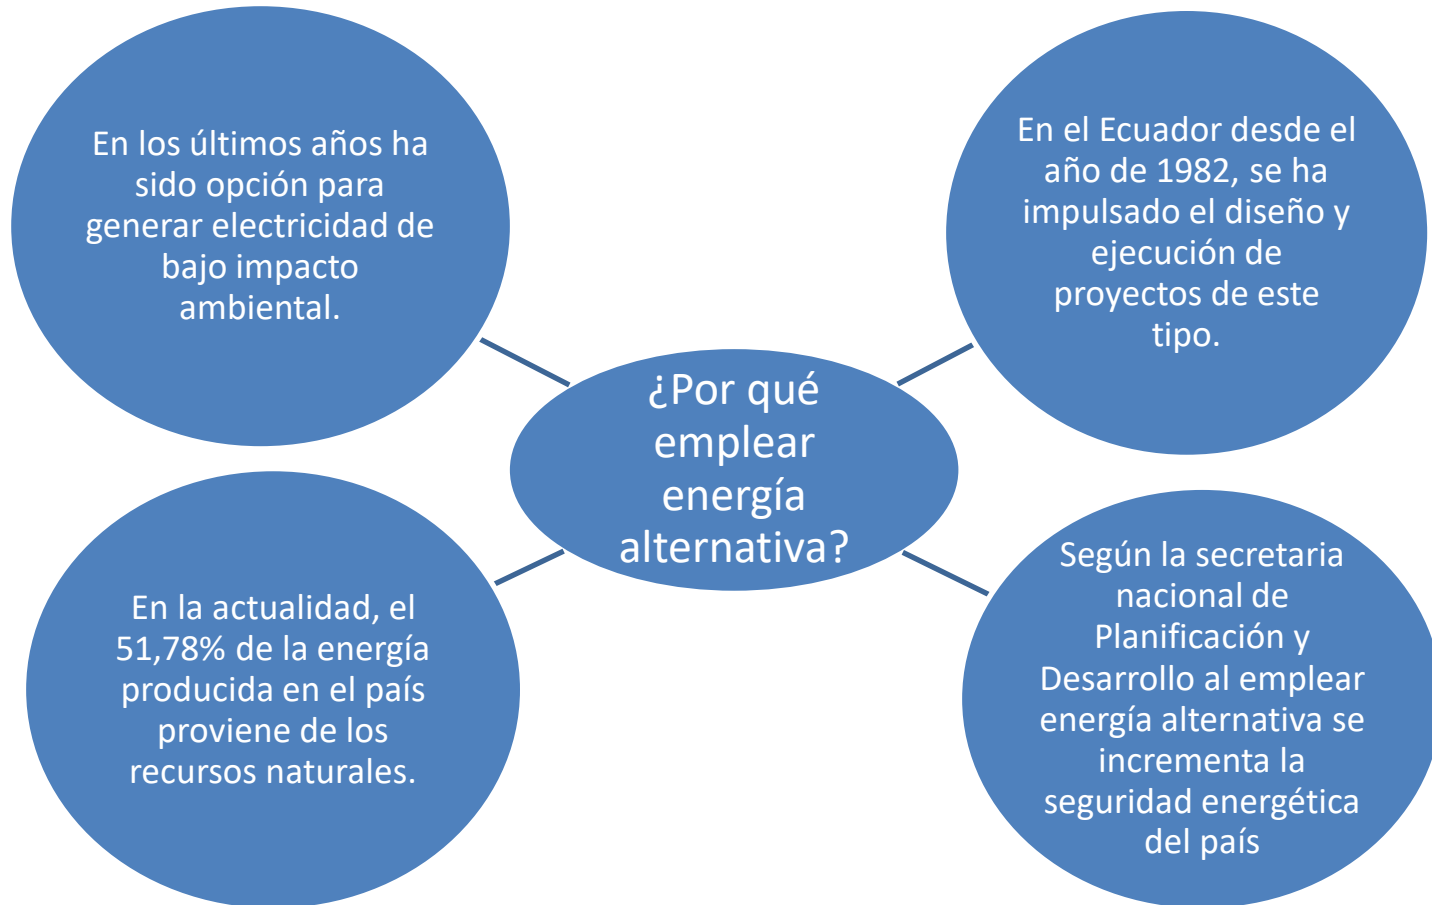 En los últimos años ha
sido opción para
generar electricidad de
bajo impacto
ambiental.
En el Ecuador desde el
año de 1982, se ha
impulsado el diseño y
ejecución de
proyectos de este
tipo.
¿Por qué
emplear
energía
alternativa?
En la actualidad, el
51,78% de la energía
producida en el país
proviene de los
recursos naturales.
Según la secretaria
nacional de
Planificación y
Desarrollo al emplear
energía alternativa se
incrementa la
seguridad energética
del país